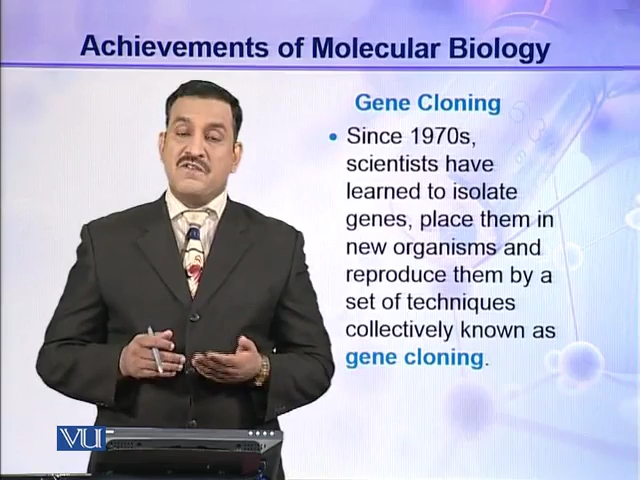 Achievements of Molecular Biology
Gene Cloning
• Since 1970s,
scientists have
learned to isolate
genes, place them in
new organisms and
reproduce them by a
set of techniques
collectively known as
gene cloning.
VU